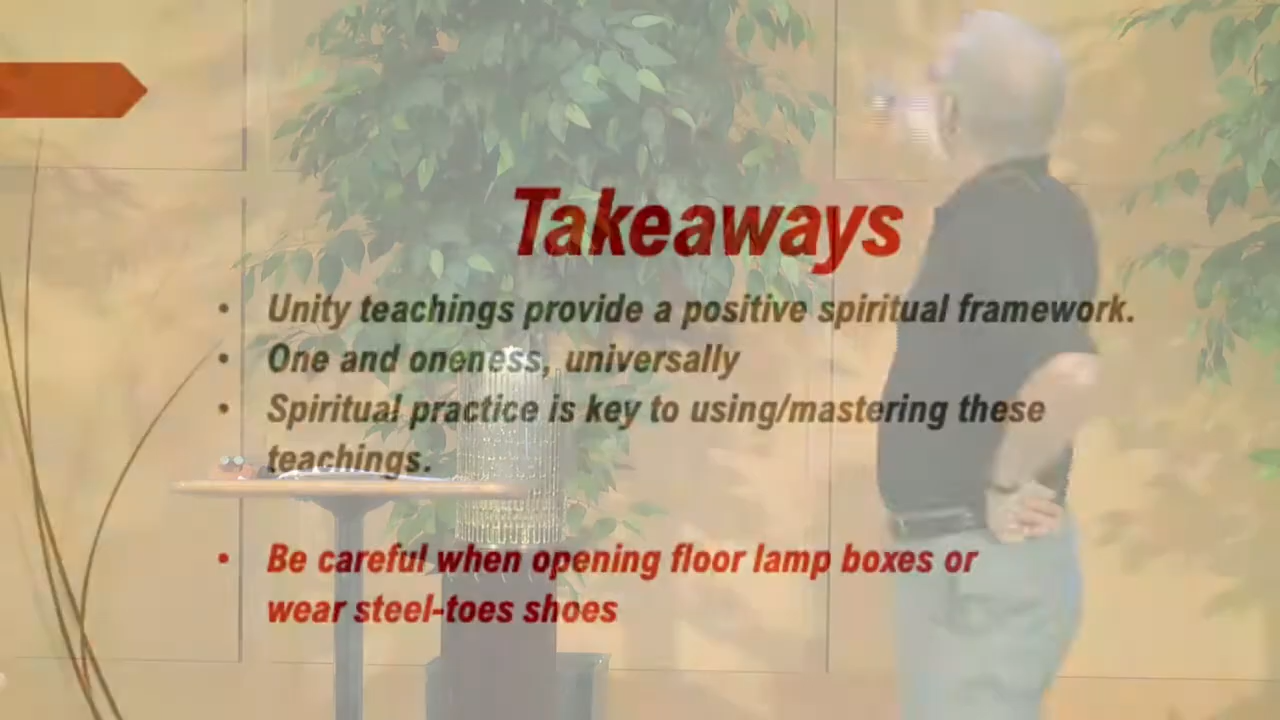 Takeaways
• Unity teachings provide a positive spiritual framework.
• One and oneness, universally
• Spiritual practice is key to using/mastering these
teachings.
• Be careful when opening floor lamp boxes or
wear steel-toes shoes